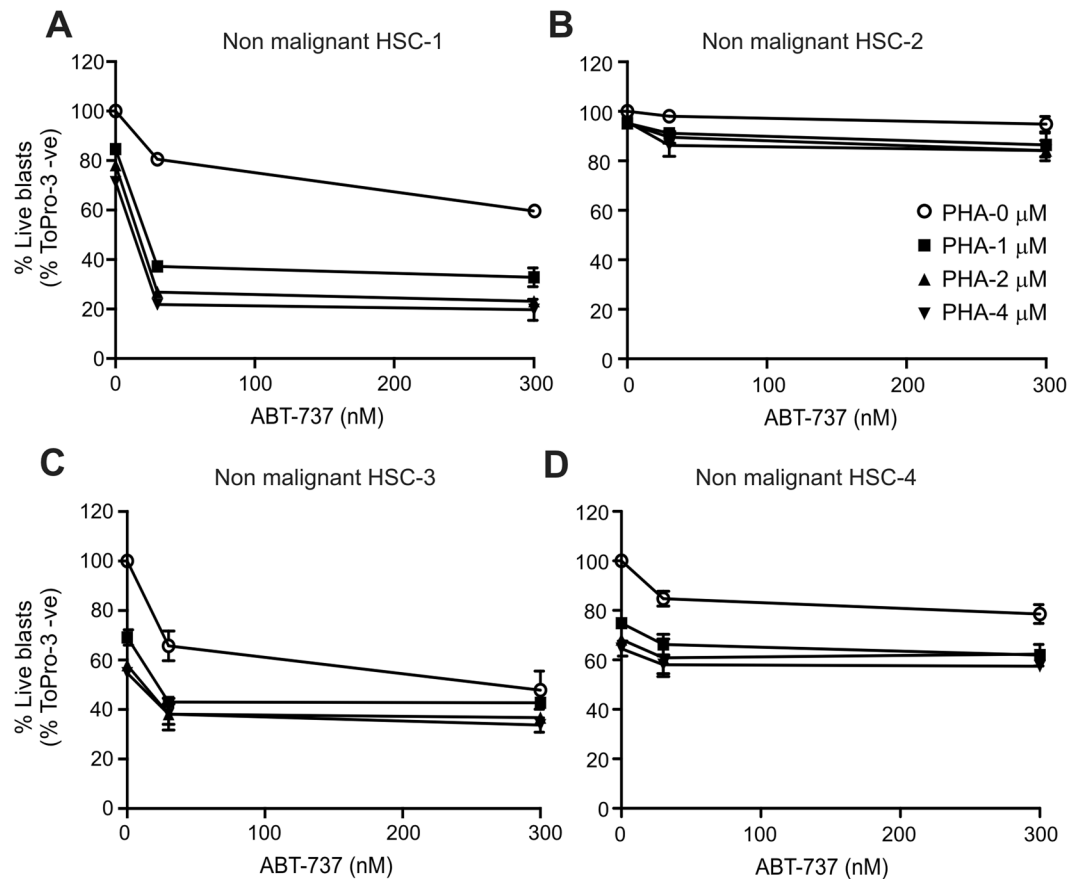 A
Non malignant HSC-1
% Live blasts
(% ToPro-3 -ve)
120
100
80
60
40
20
0
0
100
200
300
ABT-737 (nM)
B
Non malignant HSC-2
120
100
80
60
40
20
0
0
100
200
300
ABT-737 (nM)
PHA-0 μM
PHA-1 μM
PHA-2 μM
PHA-4 μM
C
Non malignant HSC-3
% Live blasts
(% ToPro-3 -ve)
120
100
80
60
40
20
0
0
100
200
300
ABT-737 (nM)
D
Non malignant HSC-4
120
100
80
60
40
20
0
0
100
200
300
ABT-737 (nM)